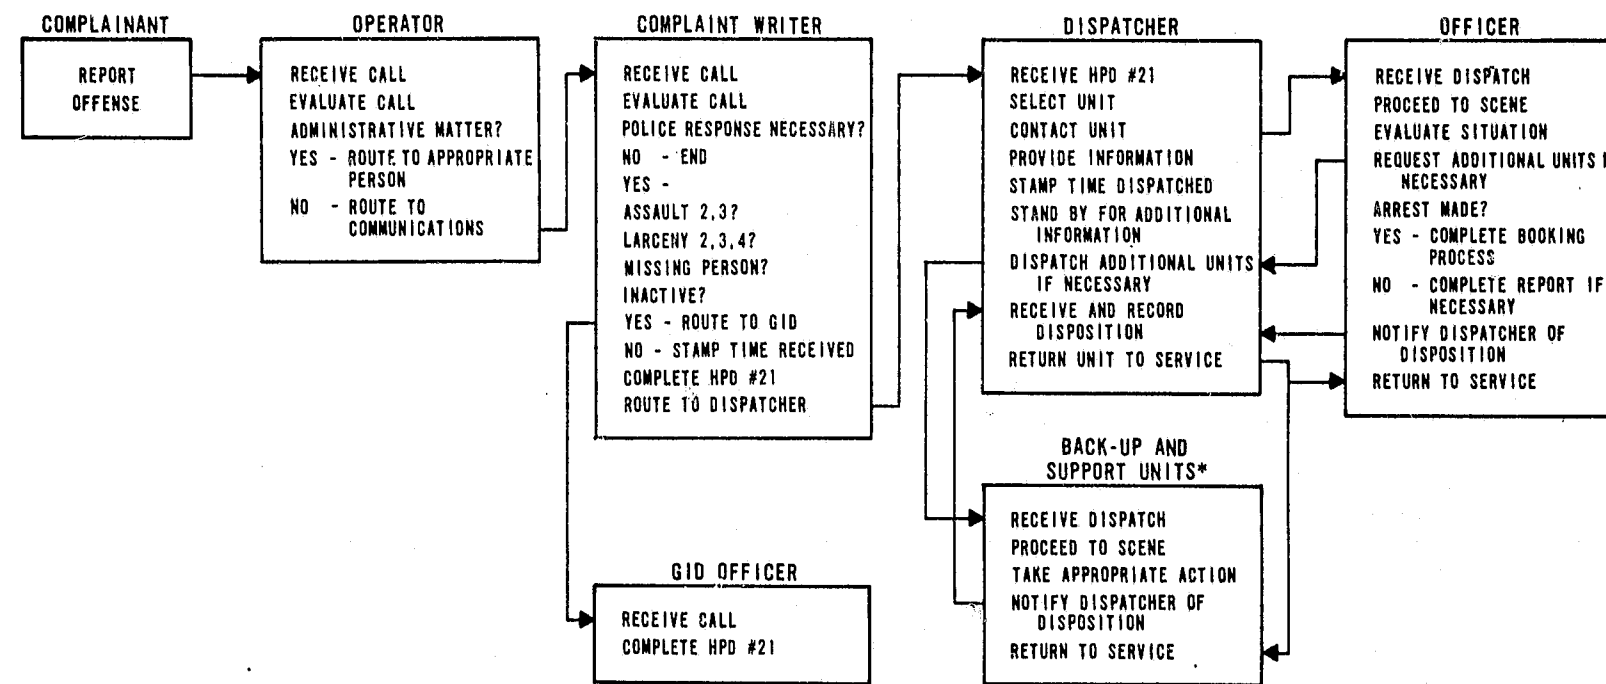 COMPLAINANT
REPORT
OFFENSE
OPERATOR
RECEIVE CALL
EVALUATE CALL
ADMINISTRATIVE MATTER?
YES - ROUTE TO APPROPRIATE
PERSON
NO - ROUTE TO
COMMUNICATIONS
COMPLAINT WRITER
RECEIVE CALL
EVALUATE CALL
POLICE RESPONSE NECESSARY?
NO - END
YES -
ASSAULT 2,3?
LARCENY 2,3,4?
MISSING PERSON?
INACTIVE?
YES - ROUTE TO GID
NO - STAMP TIME RECEIVED
COMPLETE HPD #21
ROUTE TO DISPATCHER
GID OFFICER
RECEIVE CALL
COMPLETE HPD #21
DISPATCHER
RECEIVE HPD #21
SELECT UNIT
CONTACT UNIT
PROVIDE INFORMATION
STAMP TIME DISPATCHED
STAND BY FOR ADDITIONAL
INFORMATION
DISPATCH ADDITIONAL UNITS
IF NECESSARY
RECEIVE AND RECORD
DISPOSITION
RETURN UNIT TO SERVICE
BACK-UP AND
SUPPORT UNITS*
RECEIVE DISPATCH
PROCEED TO SCENE
TAKE APPROPRIATE ACTION
NOTIFY DISPATCHER OF
DISPOSITION
RETURN TO SERVICE
OFFICER
RECEIVE DISPATCH
PROCEED TO SCENE
EVALUATE SITUATION
REQUEST ADDITIONAL UNITS
NECESSARY
ARREST MADE?
YES - COMPLETE BOOKING
PROCESS
NO - COMPLETE REPORT IF
NECESSARY
NOTIFY DISPATCHER OF
DISPOSITION
RETURN TO SERVICE